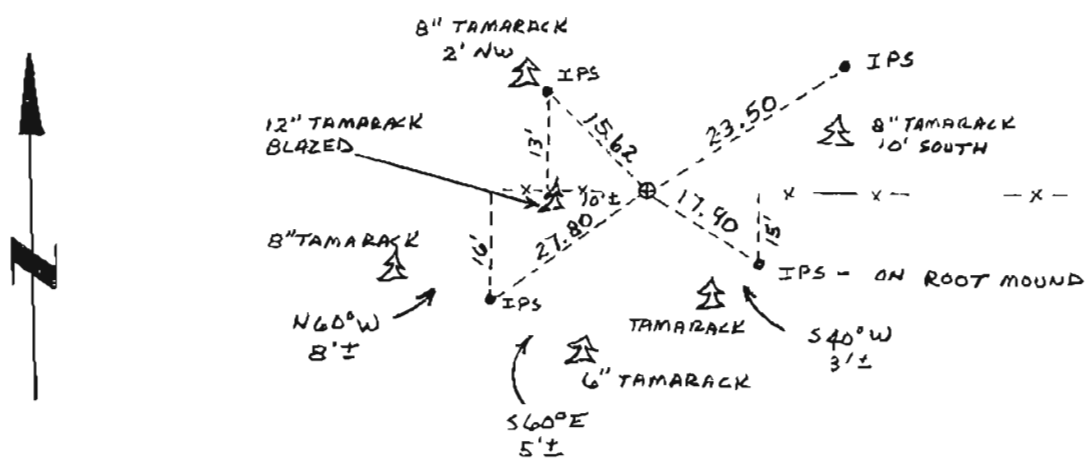 8" TAMARACK
2' NW
IPS
IPS
12" TAMARACK
BLAZED
13'
15.62
23.50
8" TAMARACK
10' SOUTH
10'±
27.80
17.90
15'
16'
8" TAMARACK
IPS
IPS - ON ROOT MOUND
N60°W
8'±
TAMARACK
S40°W
3'±
6" TAMARACK
S60°E
5'±